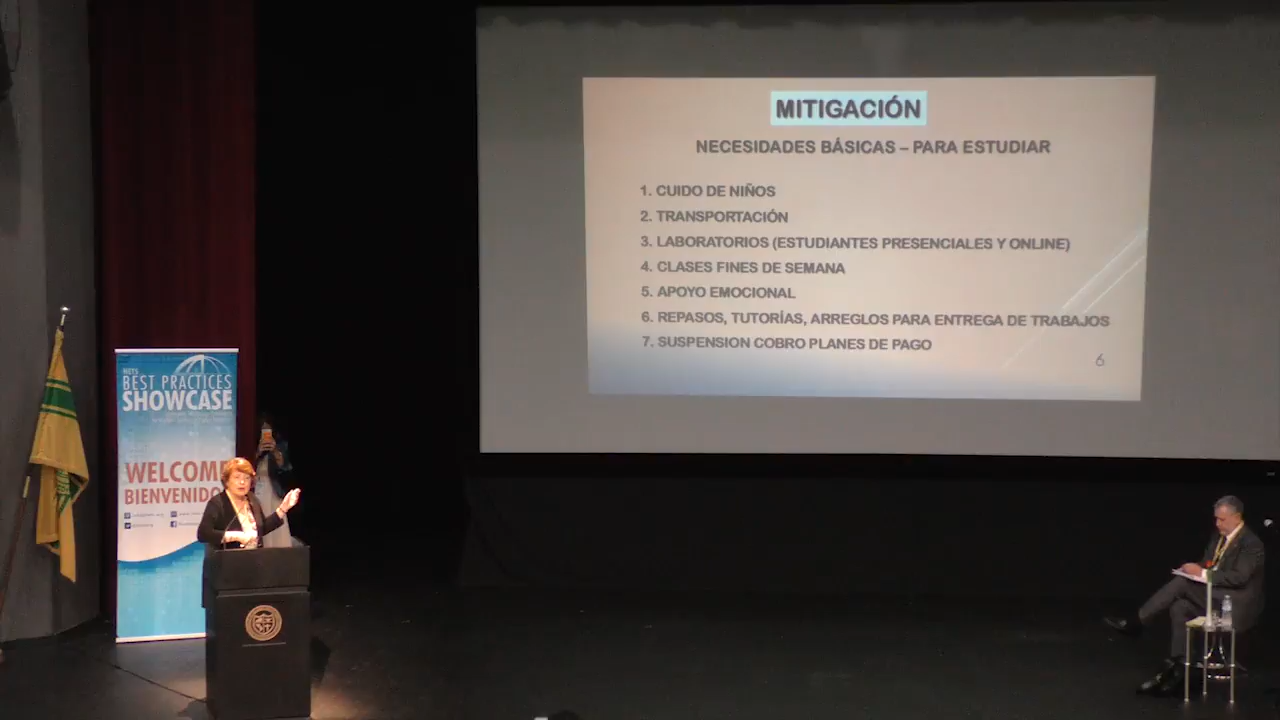 MITIGACIÓN
NECESIDADES BÁSICAS – PARA ESTUDIAR
1. CUIDO DE NIÑOS
2. TRANSPORTACIÓN
3. LABORATORIOS (ESTUDIANTES PRESENCIALES Y ONLINE)
4. CLASES FINES DE SEMANA
5. APOYO EMOCIONAL
6. REPASOS, TUTORÍAS, ARREGLOS PARA ENTREGA DE TRABAJOS
7. SUSPENSION COBRO PLANES DE PAGO
6
BEST PRACTICES
SHOWCASE
WELCOME
BIENVENIDO